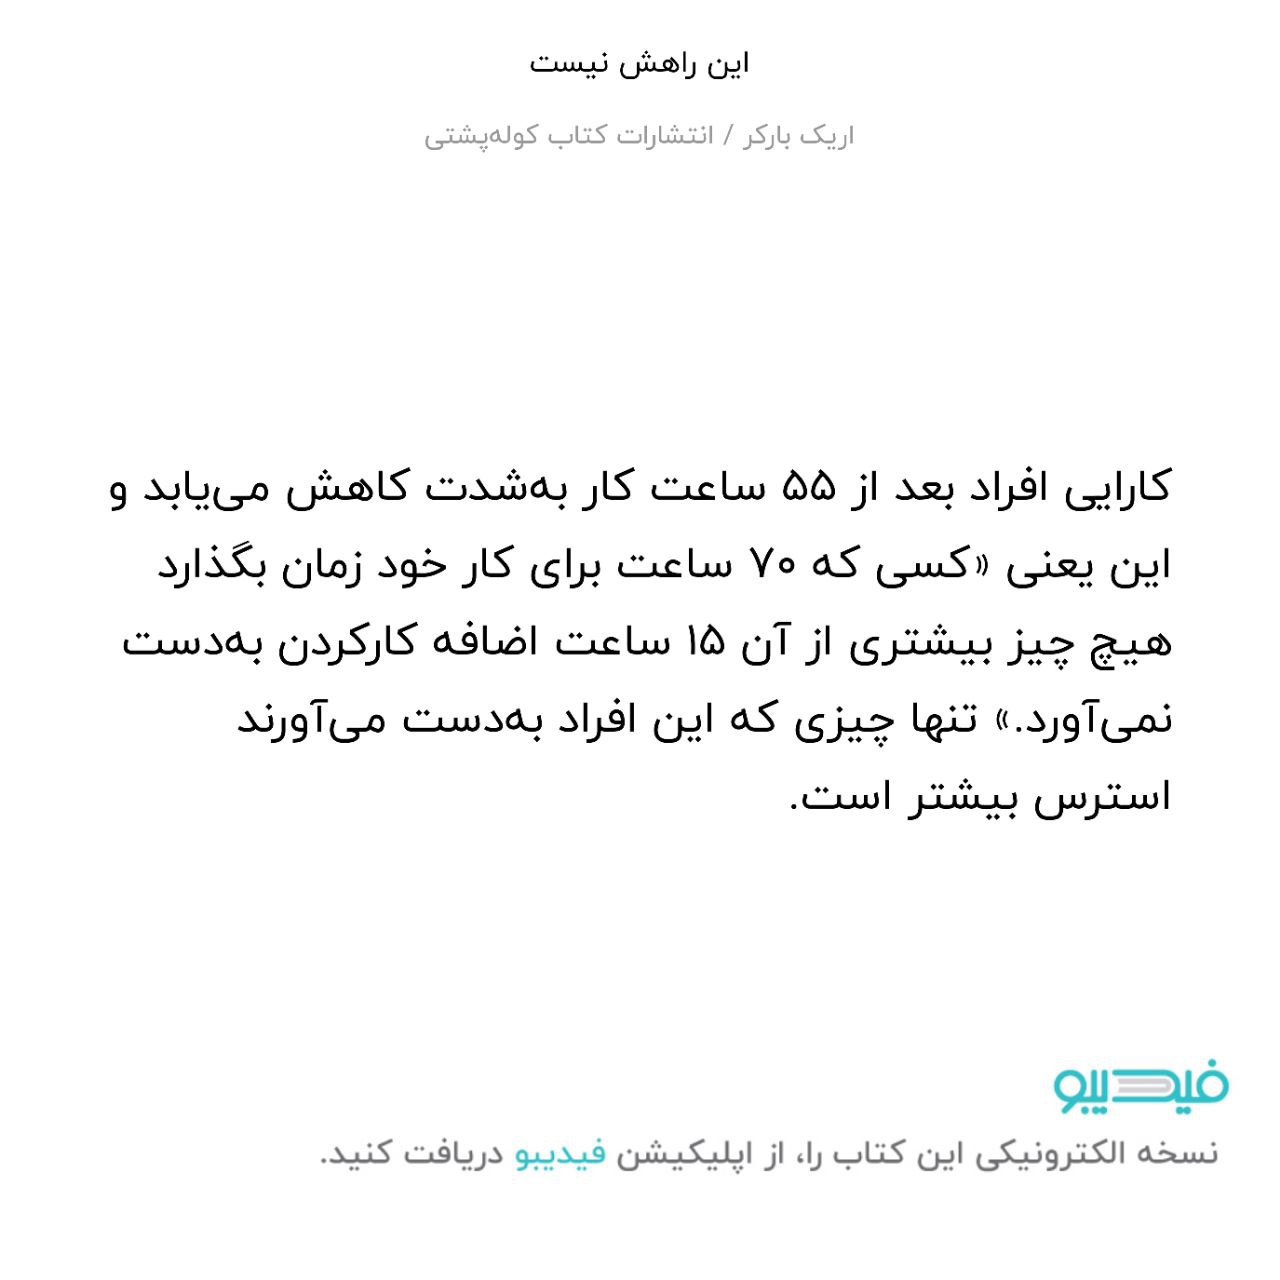 این راهش نیست
اریک بارکر / انتشارات کتاب کوله‌پشتی
کارایی افراد بعد از ۵۵ ساعت کار به‌شدت کاهش می‌یابد و
این یعنی «کسی که ۷۰ ساعت برای کار خود زمان بگذارد
هیچ چیز بیشتری از آن ۱۵ ساعت اضافه کارکردن به‌دست
نمی‌آورد.» تنها چیزی که این افراد به‌دست می‌آورند
استرس بیشتر است.
فیدیبو
نسخه الکترونیکی این کتاب را، از اپلیکیشن فیدیبو دریافت کنید.